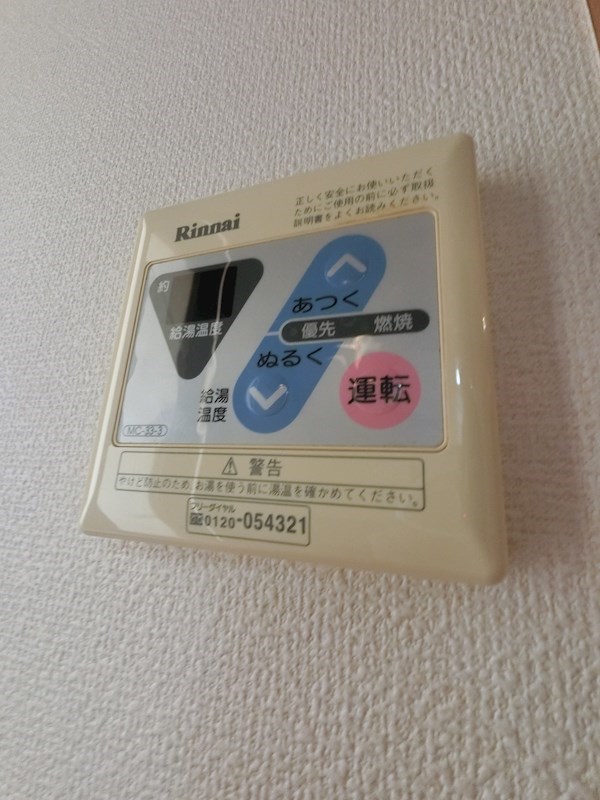 Rinnai
正しく安全にお使いいただく
ためにご使用の前に必ず取扱
説明書をよくお読みください。
約
給湯温度
あつく
優先 燃焼
ぬるく
給湯
温度
運転
MC-33-3
⚠ 警告
やけど防止のため、お湯を使う前に湯温を確かめてください。
フリーダイヤル
0120-054321